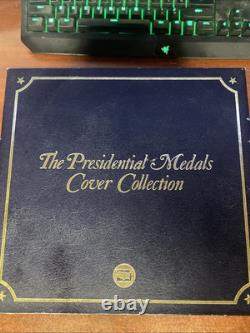 The Presidential Medals
Cover Collection